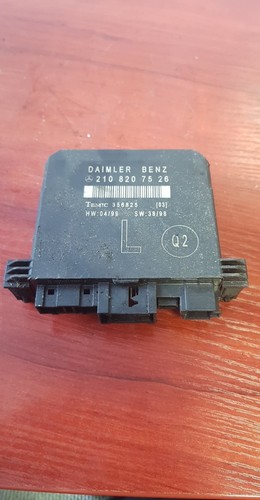 DAIMLER BENZ
210 820 75 26
TEMIC 356825 [03]
HW:04/99 SW:38/98
L
Q2